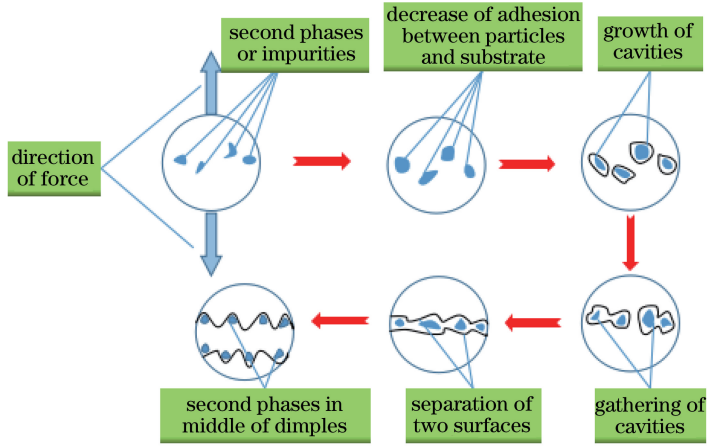 second phases
or impurities
decrease of adhesion
between particles
and substrate
growth of
cavities
direction
of force
second phases in
middle of dimples
separation of
two surfaces
gathering of
cavities